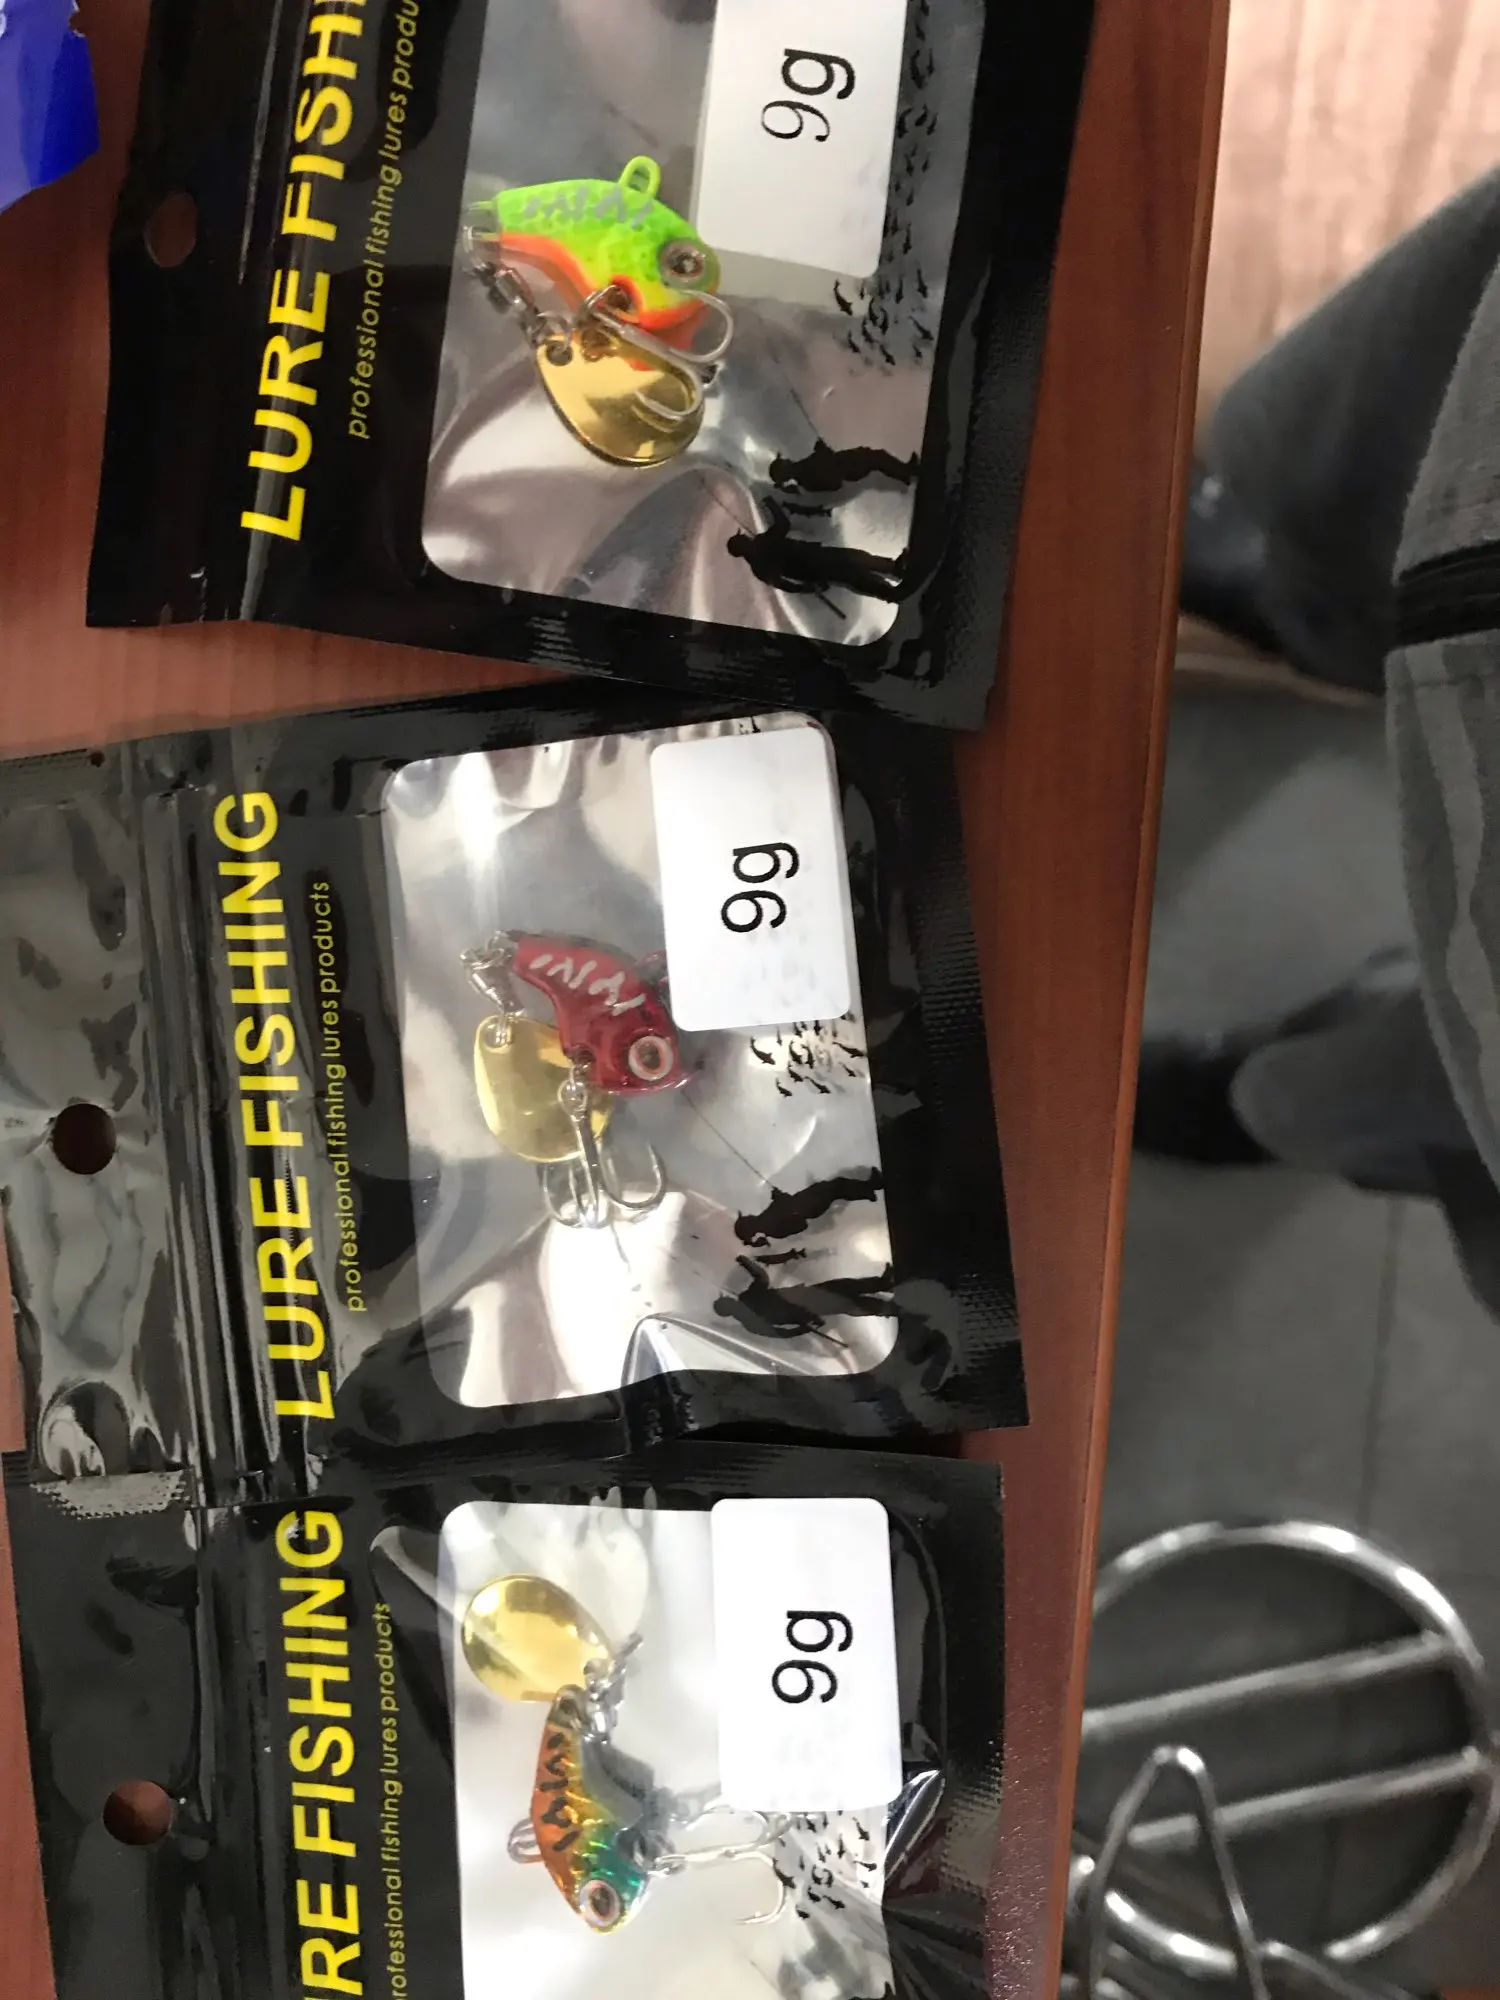 LURE FISHI
professional fishing lures produ
9g
LURE FISHING
professional fishing lures products
9g
RE FISHING
rofessional fishing lures products
9g